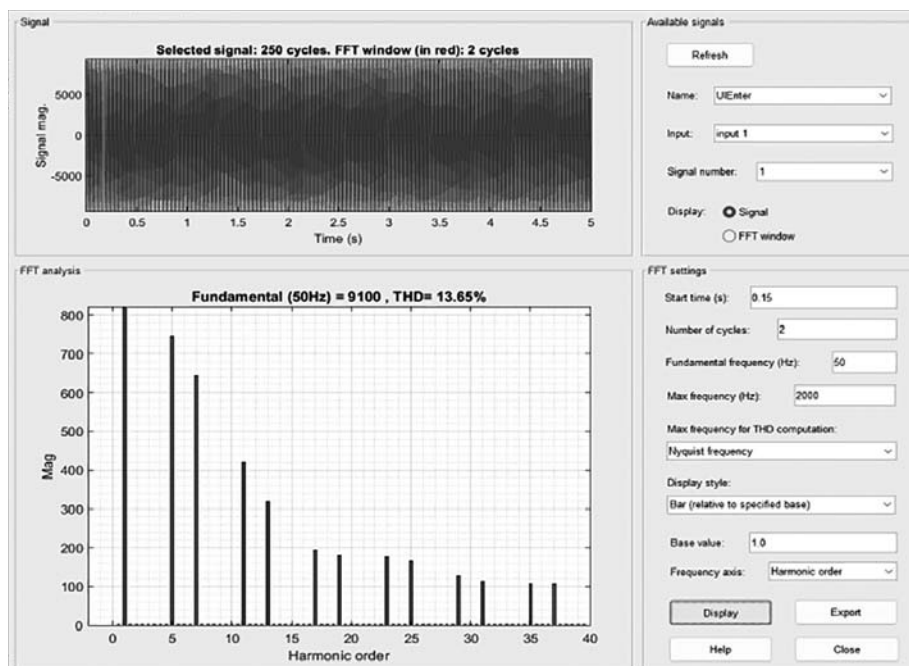 Signal
Selected signal: 250 cycles. FFT window (in red): 2 cycles
5000
0
-5000
Signal mag.
0 0.5 1 1.5 2 2.5 3 3.5 4 4.5 5
Time (s)
FFT analysis
Fundamental (50Hz) = 9100 , THD= 13.65%
800
700
600
500
400
300
200
100
0
Mag
0 5 10 15 20 25 30 35 40
Harmonic order
Available signals
Refresh
Name: UIEnter
Input: input 1
Signal number: 1
Display: Signal
FFT window
FFT settings
Start time (s): 0.15
Number of cycles: 2
Fundamental frequency (Hz): 50
Max frequency (Hz): 2000
Max frequency for THD computation:
Nyquist frequency
Display style:
Bar (relative to specified base)
Base value: 1.0
Frequency axis: Harmonic order
Display Export
Help Close